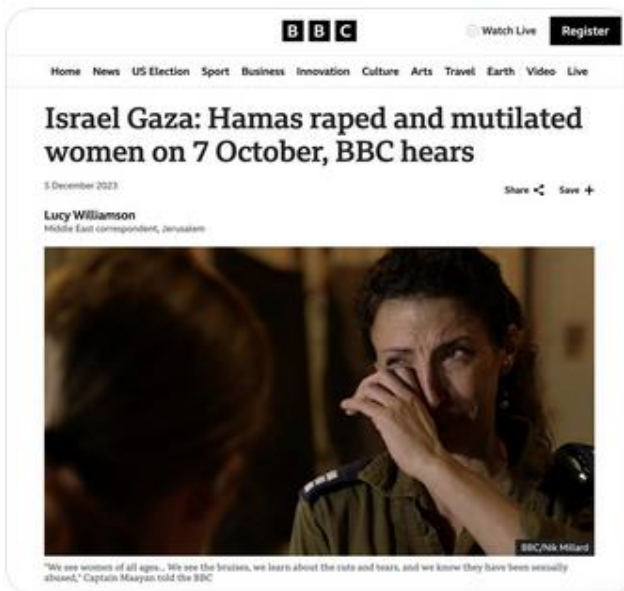 BBC
Watch Live
Register
Home News US Election Sport Business Innovation Culture Arts Travel Earth Video Live
Israel Gaza: Hamas raped and mutilated
women on 7 October, BBC hears
5 December 2023
Share Save +
Lucy Williamson
Middle East correspondent, Jerusalem
BBC/Nik Millard
"We see women of all ages... We see the bruises, we learn about the cuts and tears, and we know they have been sexually
abused," Captain Maayan told the BBC